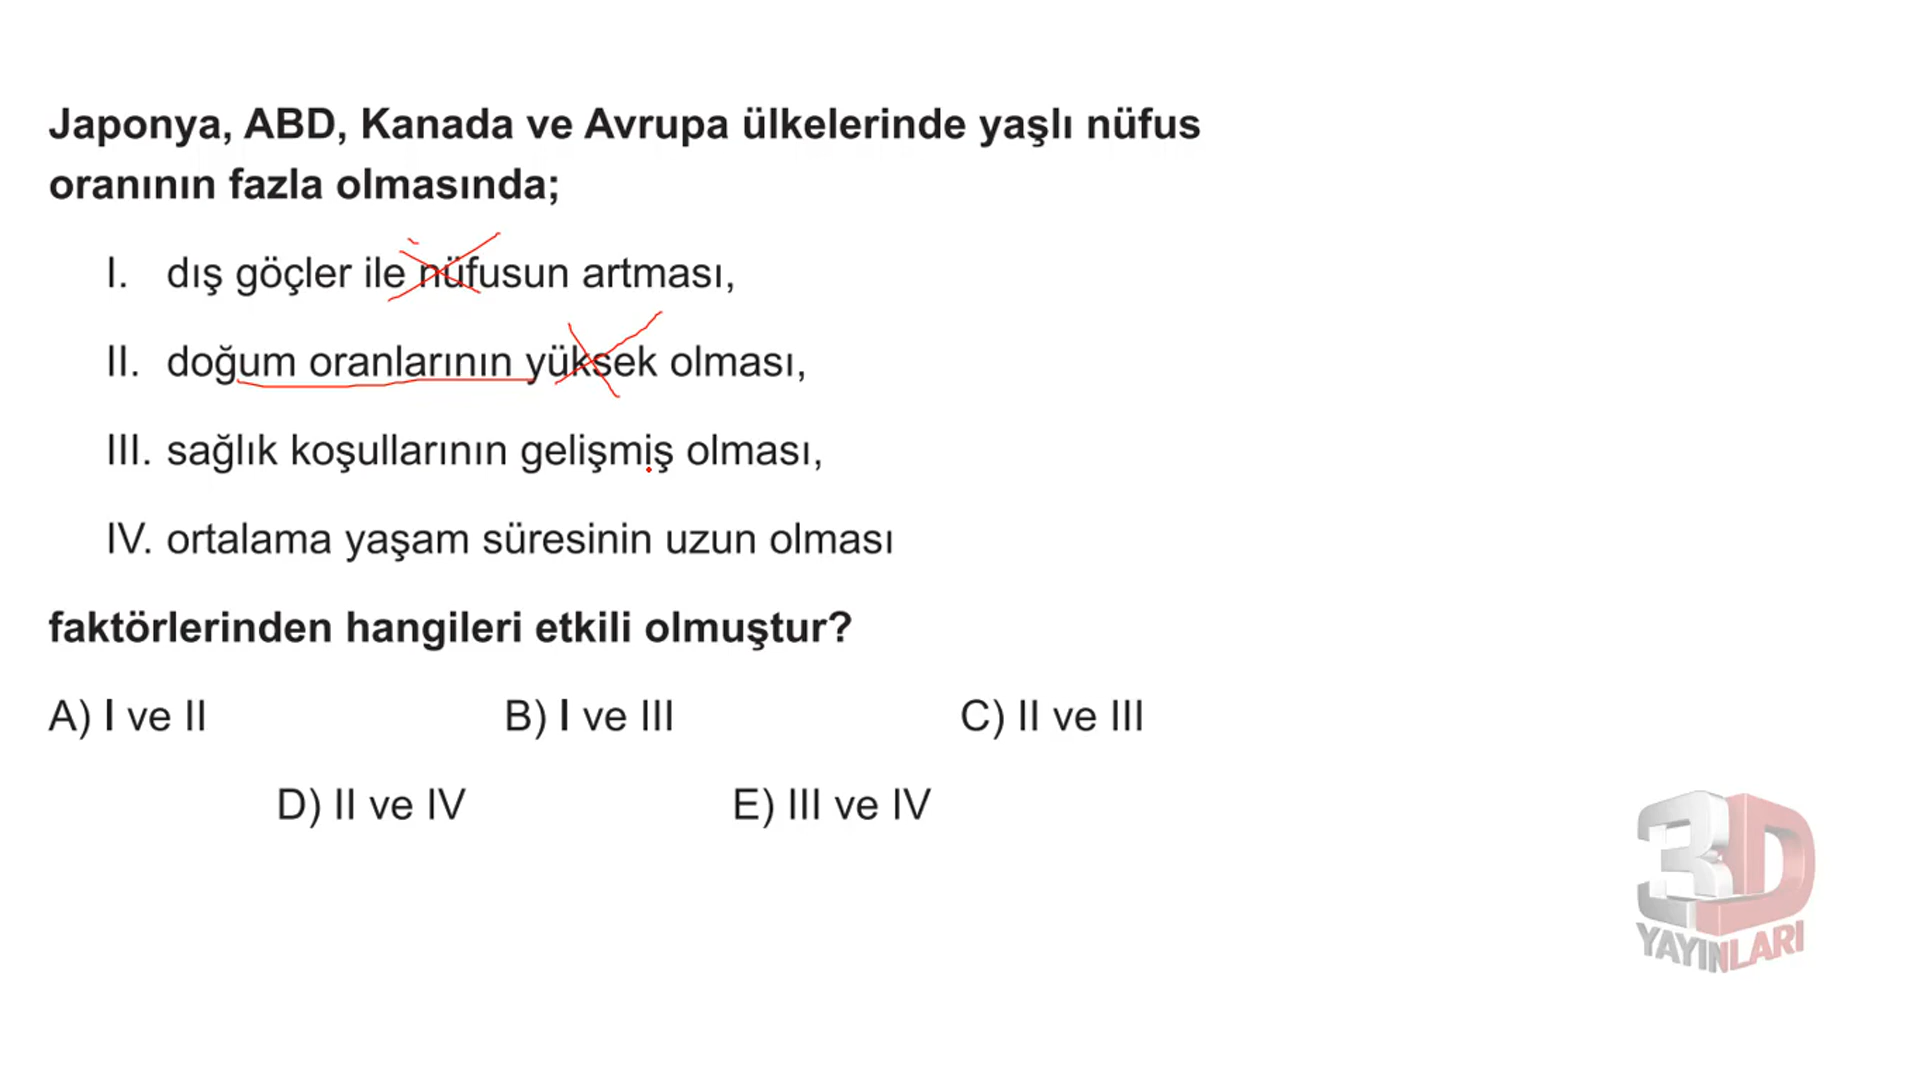 Japonya, ABD, Kanada ve Avrupa ülkelerinde yaşlı nüfus
oranının fazla olmasında;
I. dış göçler ile nüfusun artması,
II. doğum oranlarının yüksek olması,
III. sağlık koşullarının gelişmiş olması,
IV. ortalama yaşam süresinin uzun olması
faktörlerinden hangileri etkili olmuştur?
A) I ve II B) I ve III C) II ve III
D) II ve IV E) III ve IV
3D
YAYINLARI